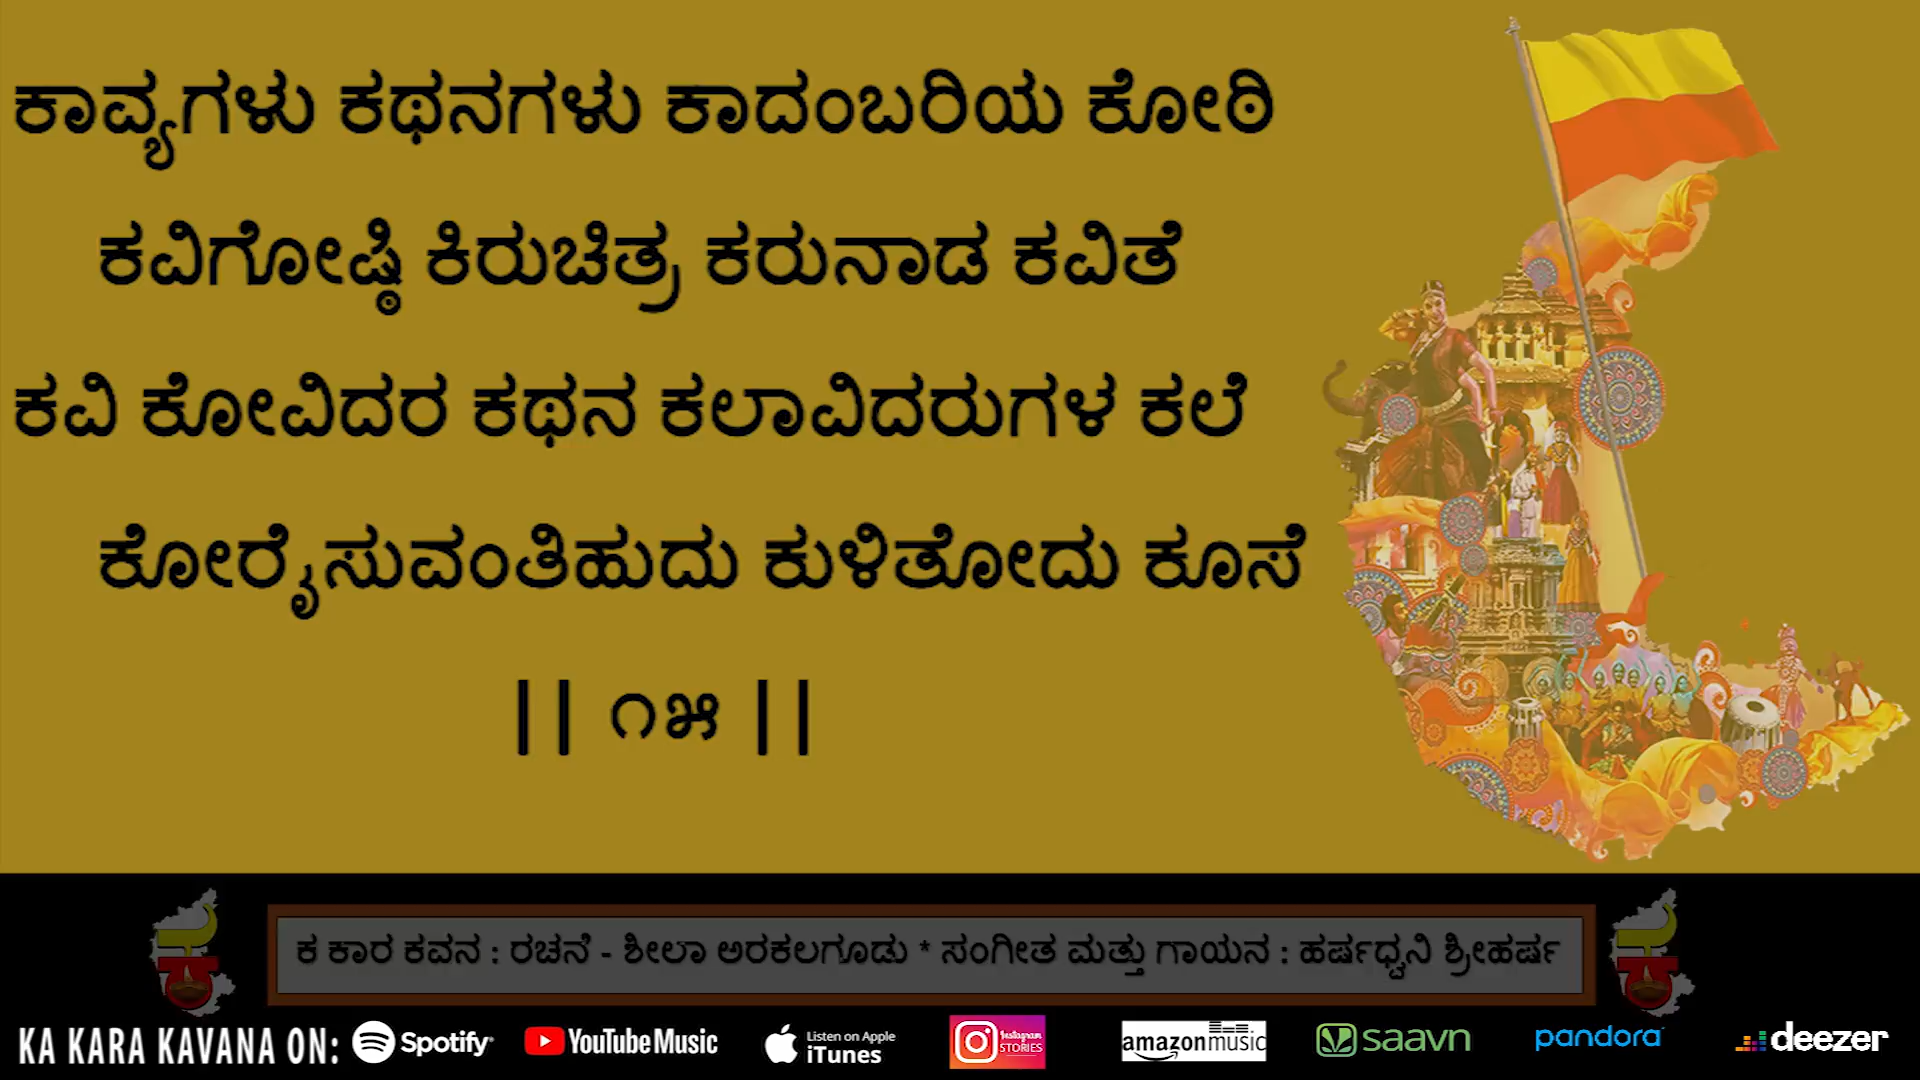 ಕಾವ್ಯಗಳು ಕಥನಗಳು ಕಾದಂಬರಿಯ ಕೋಠಿ
ಕವಿಗೋಷ್ಠಿ ಕಿರುಚಿತ್ರ ಕರುನಾಡ ಕವಿತೆ
ಕವಿ ಕೋವಿದರ ಕಥನ ಕಲಾವಿದರುಗಳ ಕಲೆ
ಕೋರೈಸುವಂತಿಹುದು ಕುಳಿತೋದು ಕೂಸೆ
|| ೧೫ ||
ಕ ಕಾರ ಕವನ : ರಚನೆ - ಶೀಲಾ ಅರಕಲಗೂಡು * ಸಂಗೀತ ಮತ್ತು ಗಾಯನ : ಹರ್ಷಧ್ವನಿ ಶ್ರೀಹರ್ಷ
KA KARA KAVANA ON: Spotify YouTube Music Listen on Apple iTunes Instagram STORIES amazon music saavn pandora deezer